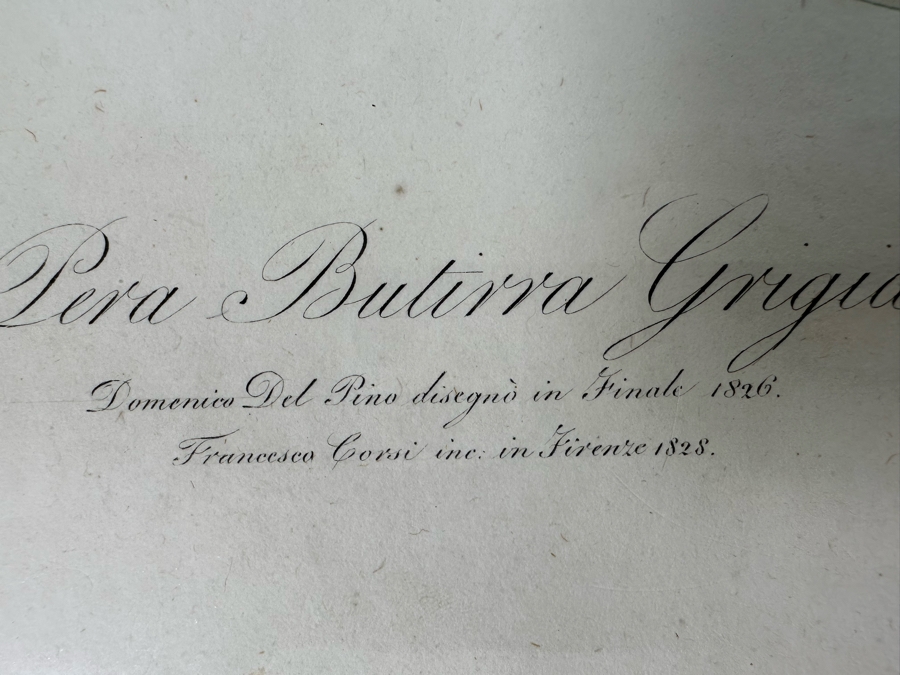 Pera Butirra Grigia
Domenico Del Pino disegnò in Finale 1826.
Francesco Corsi inc: in Firenze 1828.